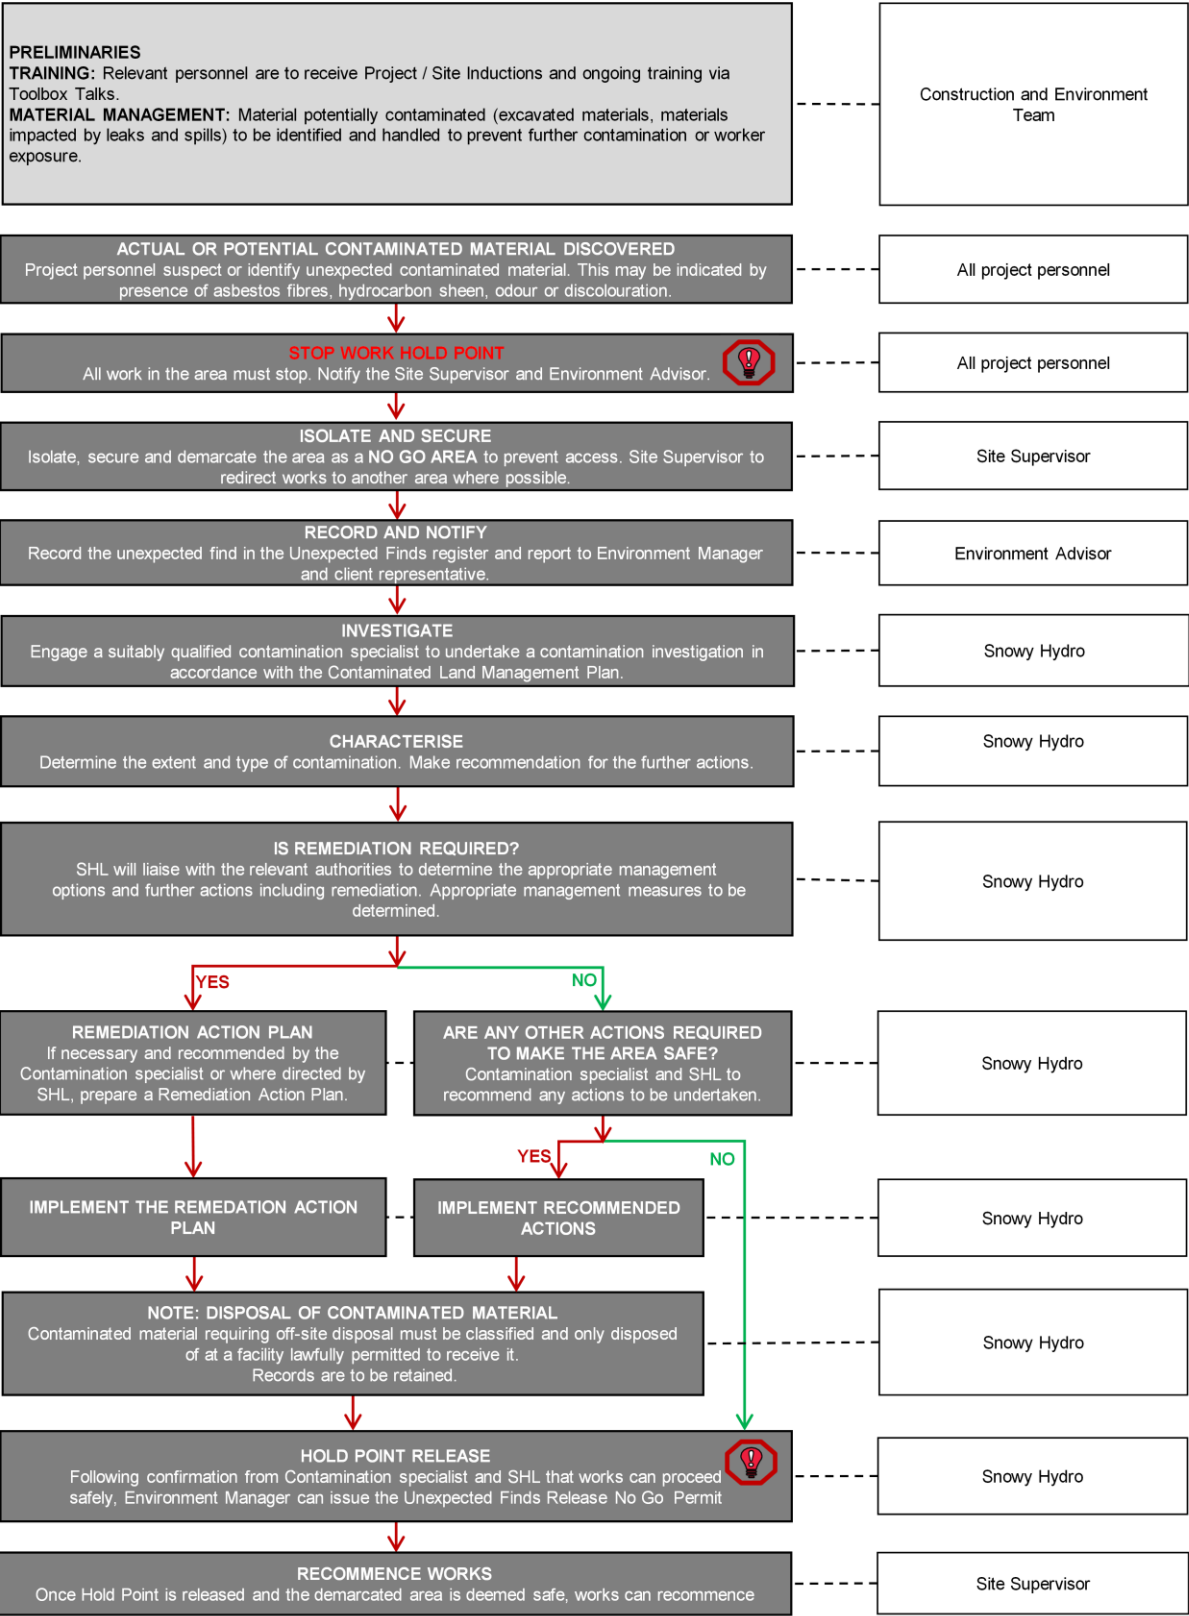 PRELIMINARIES
TRAINING: Relevant personnel are to receive Project / Site Inductions and ongoing training via
Toolbox Talks.
MATERIAL MANAGEMENT: Material potentially contaminated (excavated materials, materials
impacted by leaks and spills) to be identified and handled to prevent further contamination or worker
exposure.
Construction and Environment
Team
ACTUAL OR POTENTIAL CONTAMINATED MATERIAL DISCOVERED
Project personnel suspect or identify unexpected contaminated material. This may be indicated by
presence of asbestos fibres, hydrocarbon sheen, odour or discolouration.
All project personnel
STOP WORK HOLD POINT
All work in the area must stop. Notify the Site Supervisor and Environment Advisor.
All project personnel
ISOLATE AND SECURE
Isolate, secure and demarcate the area as a NO GO AREA to prevent access. Site Supervisor to
redirect works to another area where possible.
Site Supervisor
RECORD AND NOTIFY
Record the unexpected find in the Unexpected Finds register and report to Environment Manager
and client representative.
Environment Advisor
INVESTIGATE
Engage a suitably qualified contamination specialist to undertake a contamination investigation in
accordance with the Contaminated Land Management Plan.
Snowy Hydro
CHARACTERISE
Determine the extent and type of contamination. Make recommendation for the further actions.
Snowy Hydro
IS REMEDIATION REQUIRED?
SHL will liaise with the relevant authorities to determine the appropriate management
options and further actions including remediation. Appropriate management measures to be
determined.
Snowy Hydro
YES
NO
REMEDIATION ACTION PLAN
If necessary and recommended by the
Contamination specialist or where directed by
SHL, prepare a Remediation Action Plan.
ARE ANY OTHER ACTIONS REQUIRED
TO MAKE THE AREA SAFE?
Contamination specialist and SHL to
recommend any actions to be undertaken.
Snowy Hydro
YES
NO
IMPLEMENT THE REMEDATION ACTION
PLAN
IMPLEMENT RECOMMENDED
ACTIONS
Snowy Hydro
NOTE: DISPOSAL OF CONTAMINATED MATERIAL
Contaminated material requiring off-site disposal must be classified and only disposed
of at a facility lawfully permitted to receive it.
Records are to be retained.
Snowy Hydro
HOLD POINT RELEASE
Following confirmation from Contamination specialist and SHL that works can proceed
safely, Environment Manager can issue the Unexpected Finds Release No Go Permit
Snowy Hydro
RECOMMENCE WORKS
Once Hold Point is released and the demarcated area is deemed safe, works can recommence
Site Supervisor